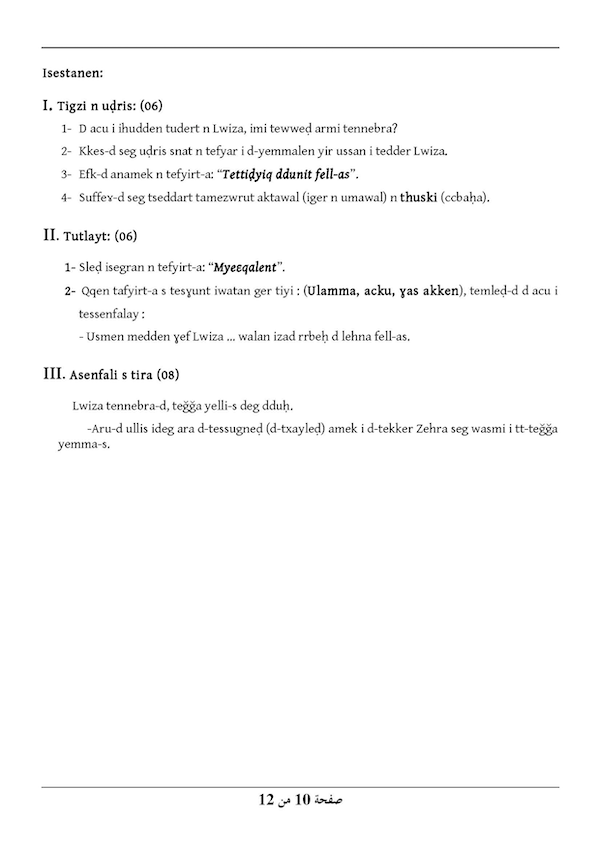 Isestanen:
I. Tigzi n uḍris: (06)
1- D acu i ihudden tudert n Lwiza, imi tewweḍ armi tennebra?
2- Kkes-d seg uḍris snat n tefyar i d-yemmalen yir ussan i tedder Lwiza.
3- Efk-d anamek n tefyirt-a: “Tettiḍyiq ddunit fell-as”.
4- Suffeɤ-d seg tseddart tamezwrut aktawal (iger n umawal) n thuski (ccbaḥa).
II. Tutlayt: (06)
1- Sleḍ isegran n tefyirt-a: “Myeɛqalent”.
2- Qqen tafyirt-a s tesɣunt iwatan ger tiyi : (Ulamma, acku, ɣas akken), temleḍ-d d acu i
tessenfalay :
- Usmen medden ɣef Lwiza ... walan izad rrbeḥ d lehna fell-as.
III. Asenfali s tira (08)
Lwiza tennebra-d, teǧǧa yelli-s deg dduḥ.
-Aru-d ullis ideg ara d-tessugneḍ (d-txayleḍ) amek i d-tekker Zehra seg wasmi i tt-teǧǧa
yemma-s.
صفحة 10 من 12